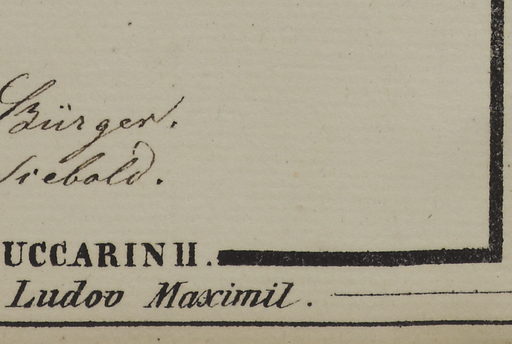 Bürger.
Siebold.
UCCARINII.
Ludov Maximil.